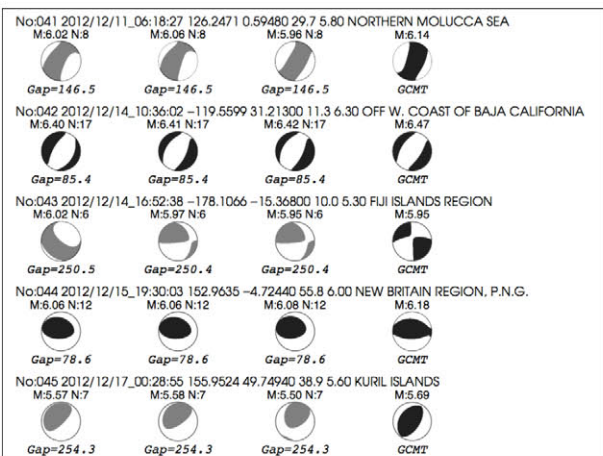 No:041 2012/12/11_06:18:27 126.2471 0.59480 29.7 5.80 NORTHERN MOLUCCA SEA
M:6.02 N:8 M:6.06 N:8 M:5.96 N:8 M:6.14
Gap=146.5 Gap=146.5 Gap=146.5 GCMT
No:042 2012/12/14_10:36:02 −119.5599 31.21300 11.3 6.30 OFF W. COAST OF BAJA CALIFORNIA
M:6.40 N:17 M:6.41 N:17 M:6.42 N:17 M:6.47
Gap=85.4 Gap=85.4 Gap=85.4 GCMT
No:043 2012/12/14_16:52:38 −178.1066 −15.36800 10.0 5.30 FIJI ISLANDS REGION
M:6.02 N:6 M:5.97 N:6 M:5.95 N:6 M:5.95
Gap=250.5 Gap=250.4 Gap=250.4 GCMT
No:044 2012/12/15_19:30:03 152.9635 −4.72440 55.8 6.00 NEW BRITAIN REGION, P.N.G.
M:6.06 N:12 M:6.06 N:12 M:6.08 N:12 M:6.18
Gap=78.6 Gap=78.6 Gap=78.6 GCMT
No:045 2012/12/17_00:28:55 155.9524 49.74940 38.9 5.60 KURIL ISLANDS
M:5.57 N:7 M:5.58 N:7 M:5.50 N:7 M:5.69
Gap=254.3 Gap=254.3 Gap=254.3 GCMT